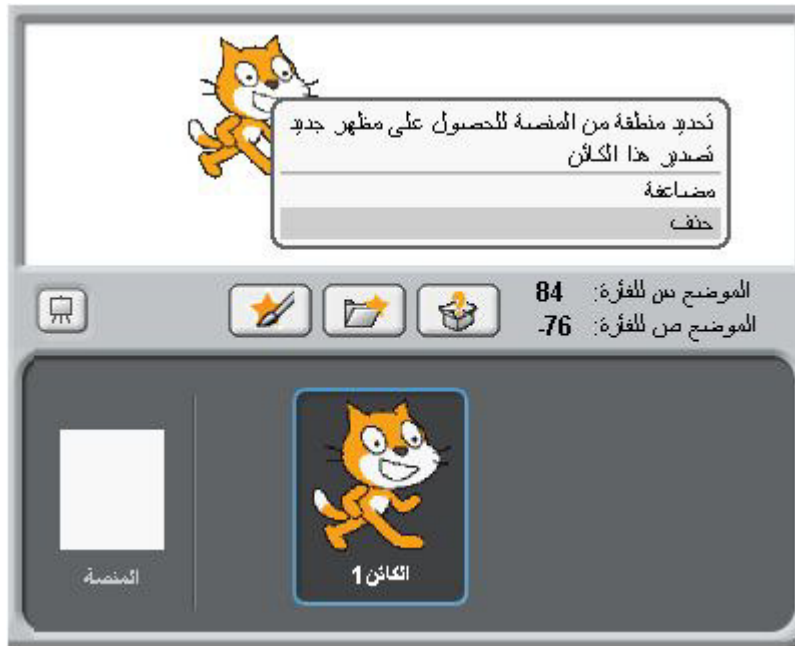 تحديد منطقة من المنصة للحصول على مظهر جديد
تصدير هذا الكائن
مضاعفة
حذف
الموضع س للفأرة: 84
الموضع ص للفأرة: -76
المنصة
الكائن1